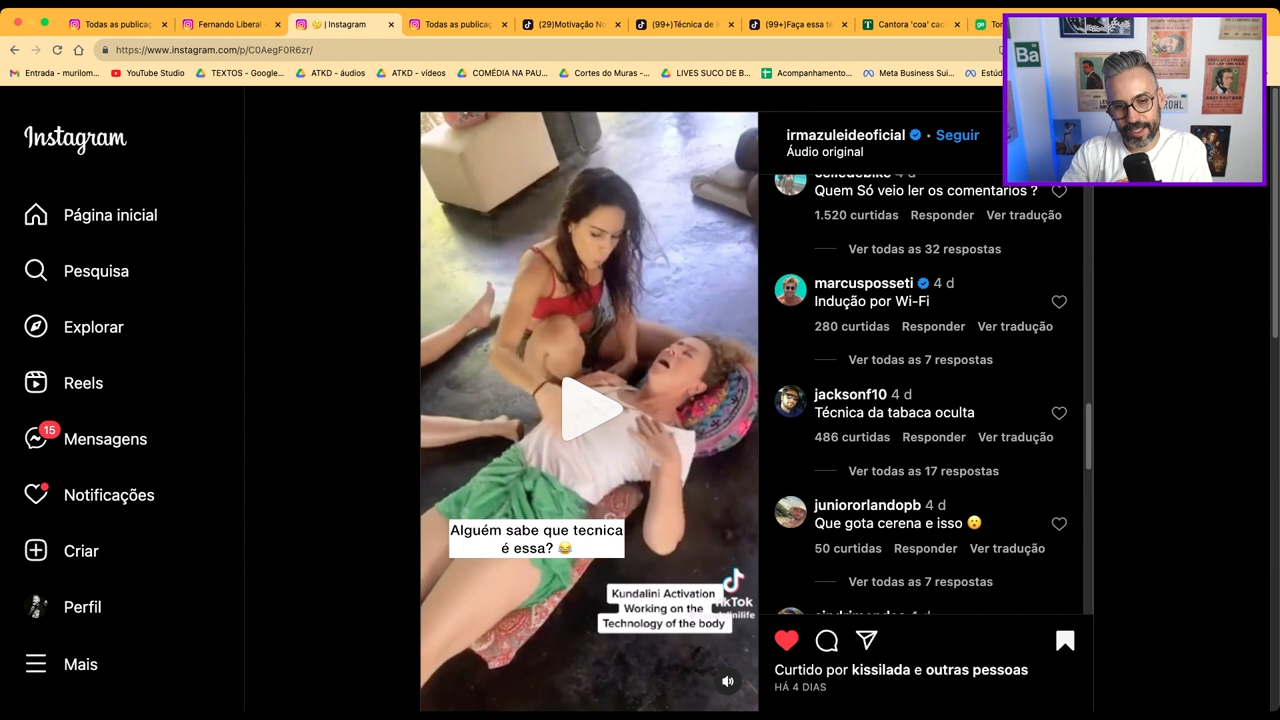 Todas as publicaç
Fernando Liberal
🤔 | Instagram
Todas as publicaç
(29)Motivação No
(99+)Técnica de
(99+)Faça essa té
Cantora 'coa' cac
https://www.instagram.com/p/C0AegF0R6zr/
Entrada - murilom...
YouTube Studio
TEXTOS - Google...
ATKD - áudios
ATKD - vídeos
COMÉDIA NA PAU...
Cortes do Muras -...
LIVES SUCO DE B...
Acompanhamento...
Meta Business Sui...
Estúd
Ba
Instagram
Página inicial
Pesquisa
Explorar
Reels
15
Mensagens
Notificações
Criar
Perfil
Mais
Alguém sabe que tecnica
é essa? 😂
Kundalini Activation
Working on the
Technology of the body
TikTok
irmazuleideoficial • Seguir
Áudio original
4 d
Quem Só veio ler os comentários ?
1.520 curtidas Responder Ver tradução
Ver todas as 32 respostas
marcusposseti 4 d
Indução por Wi-Fi
280 curtidas Responder Ver tradução
Ver todas as 7 respostas
jacksonf10 4 d
Técnica da tabaca oculta
486 curtidas Responder Ver tradução
Ver todas as 17 respostas
juniororlandopb 4 d
Que gota cerena e isso 😮
50 curtidas Responder Ver tradução
Ver todas as 7 respostas
Curtido por kissilada e outras pessoas
HÁ 4 DIAS